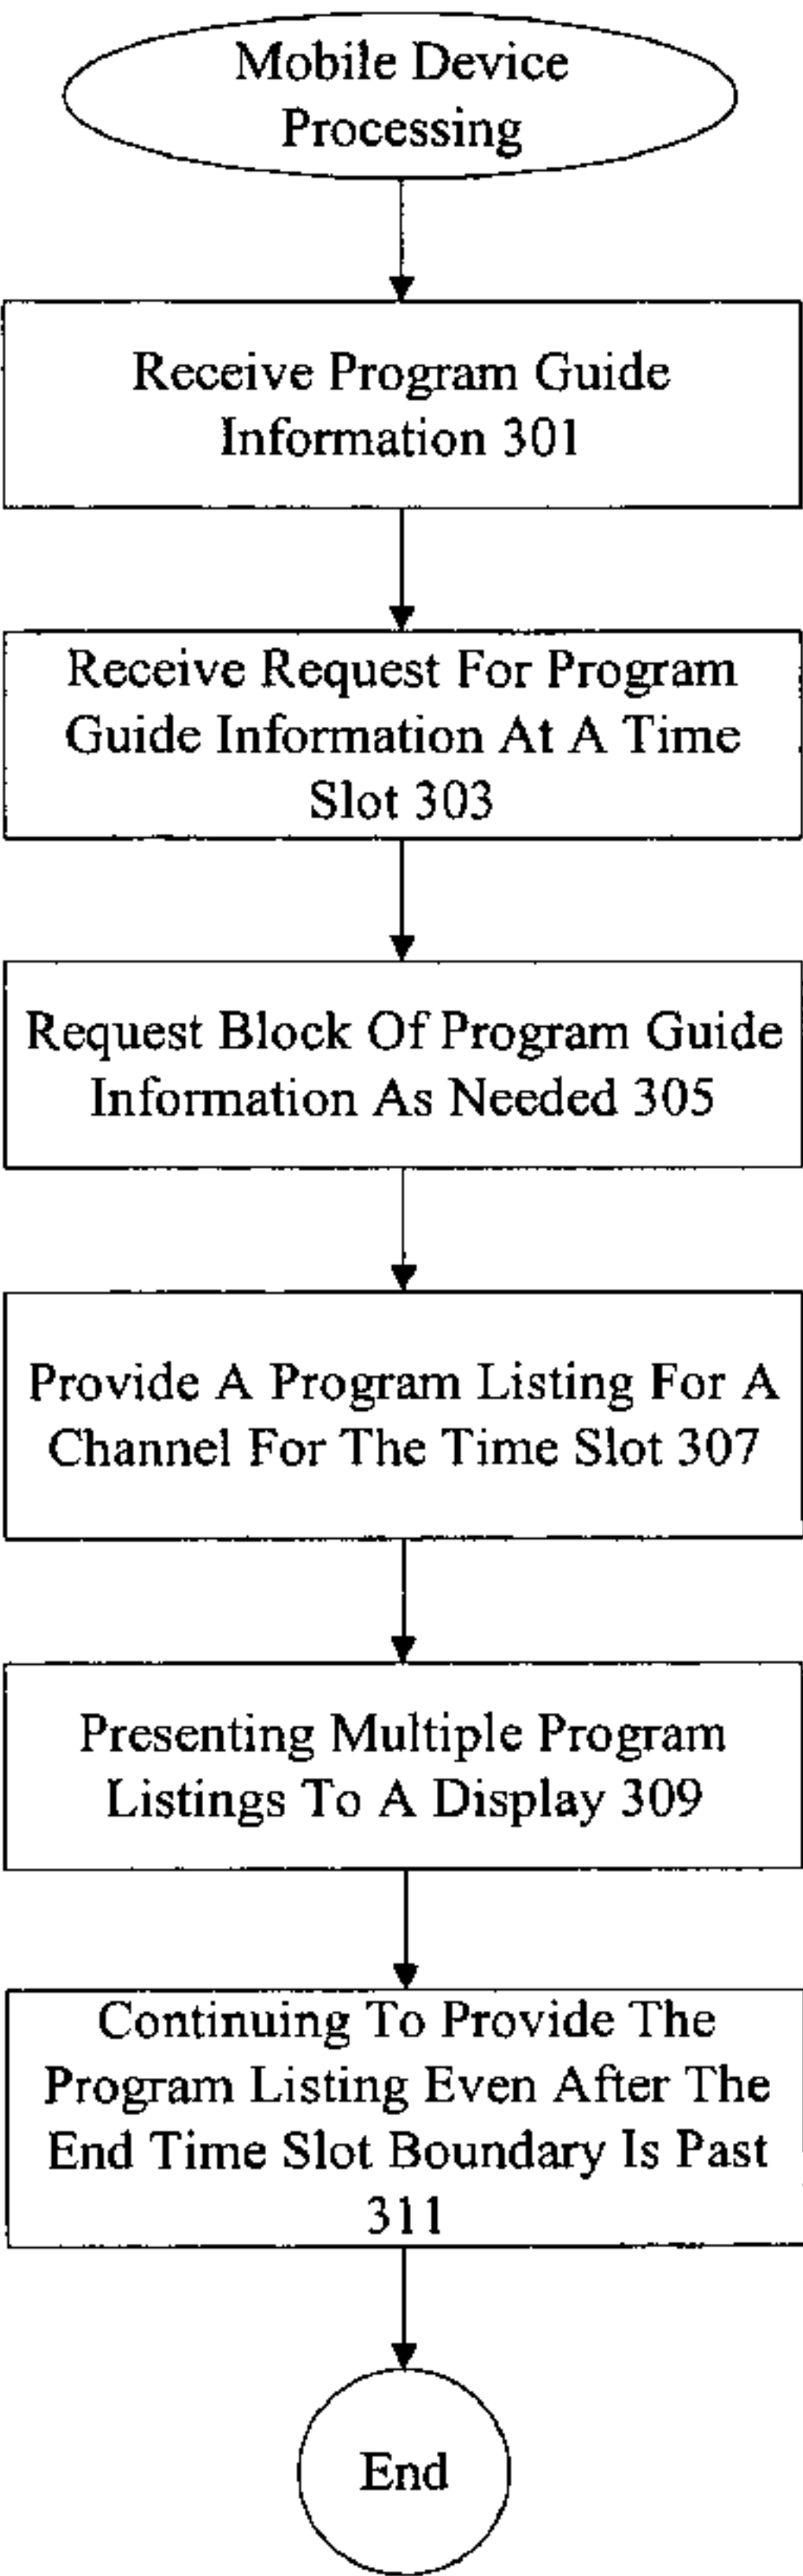 Mobile Device
Processing
Receive Program Guide
Information 301
Receive Request For Program
Guide Information At A Time
Slot 303
Request Block Of Program Guide
Information As Needed 305
Provide A Program Listing For A
Channel For The Time Slot 307
Presenting Multiple Program
Listings To A Display 309
Continuing To Provide The
Program Listing Even After The
End Time Slot Boundary Is Past
311
End